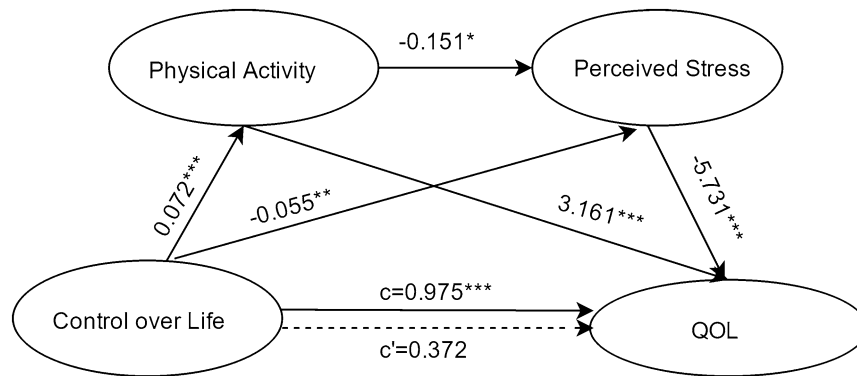 -0.151*
Physical Activity
Perceived Stress
0.072***
-0.055**
3.161***
-5.731***
c=0.975***
Control over Life
QOL
c'=0.372